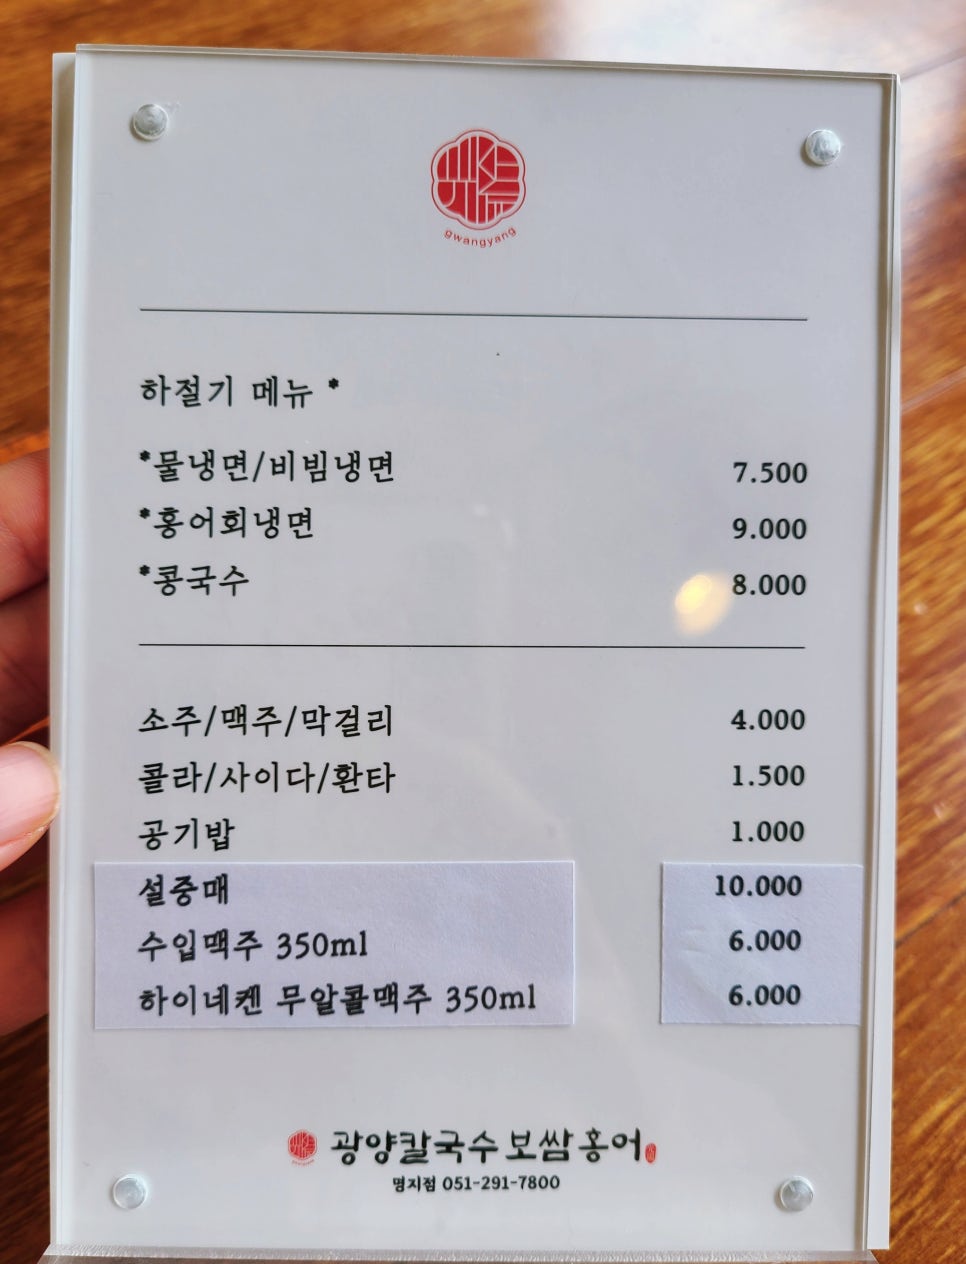 gwangyang
하절기 메뉴 *
*물냉면/비빔냉면 7.500
*홍어회냉면 9.000
*콩국수 8.000
소주/맥주/막걸리 4.000
콜라/사이다/환타 1.500
공기밥 1.000
설중매 10.000
수입맥주 350ml 6.000
하이네켄 무알콜맥주 350ml 6.000
광양칼국수보쌈홍어
명지점 051-291-7800